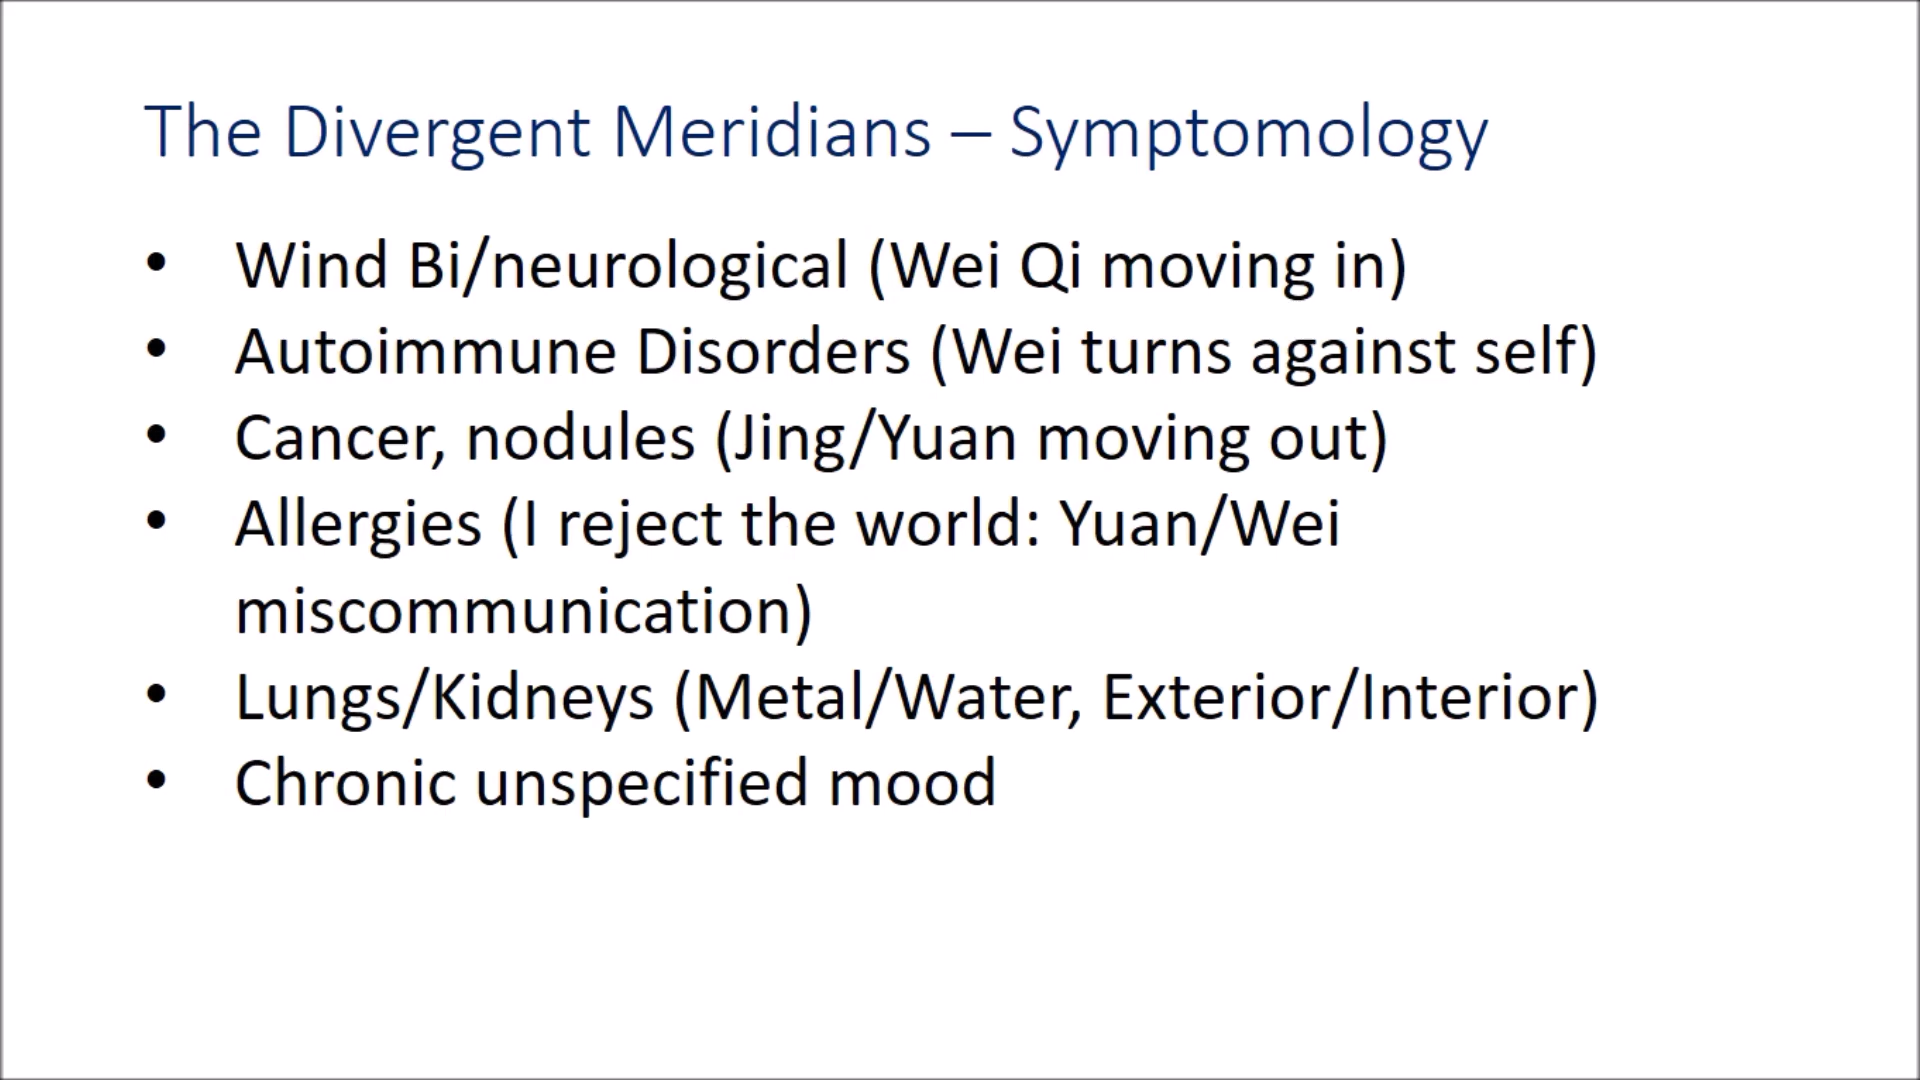 The Divergent Meridians – Symptomology
• Wind Bi/neurological (Wei Qi moving in)
• Autoimmune Disorders (Wei turns against self)
• Cancer, nodules (Jing/Yuan moving out)
• Allergies (I reject the world: Yuan/Wei
miscommunication)
• Lungs/Kidneys (Metal/Water, Exterior/Interior)
• Chronic unspecified mood